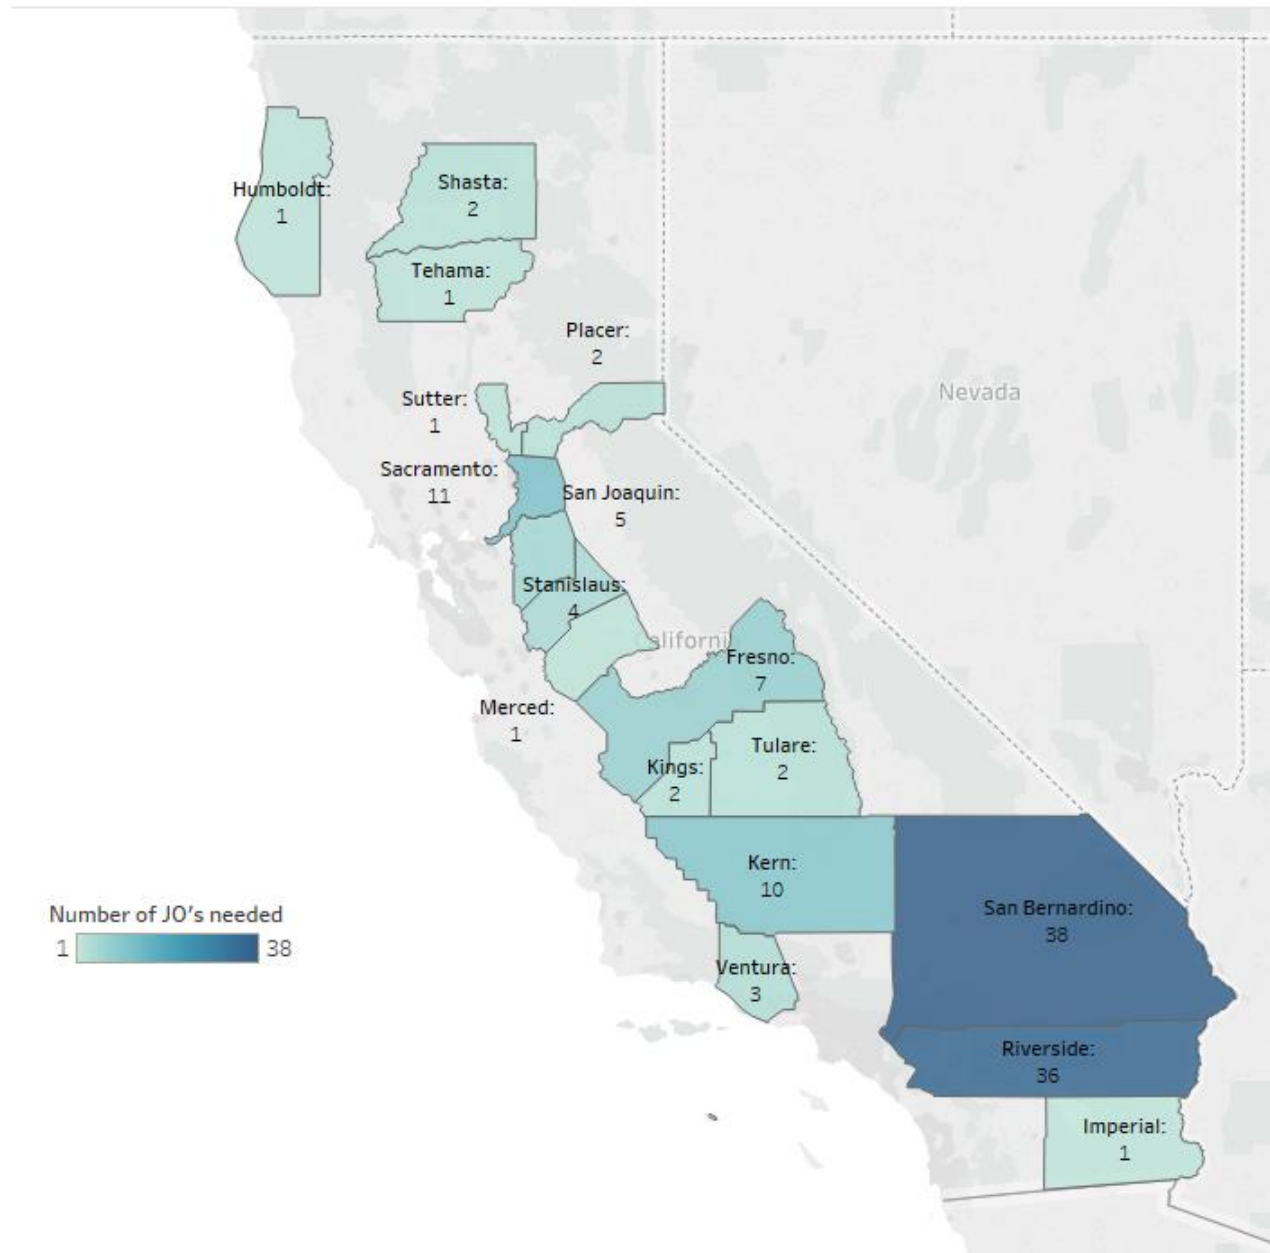 Humboldt:
1
Shasta:
2
Tehama:
1
Placer:
2
Nevada
Sutter:
1
Sacramento:
11
San Joaquin:
5
Stanislaus:
4
Californi
Fresno:
7
Merced:
1
Tulare:
2
Kings:
2
Kern:
10
Number of JO’s needed
1 38
San Bernardino:
38
Ventura:
3
Riverside:
36
Imperial:
1